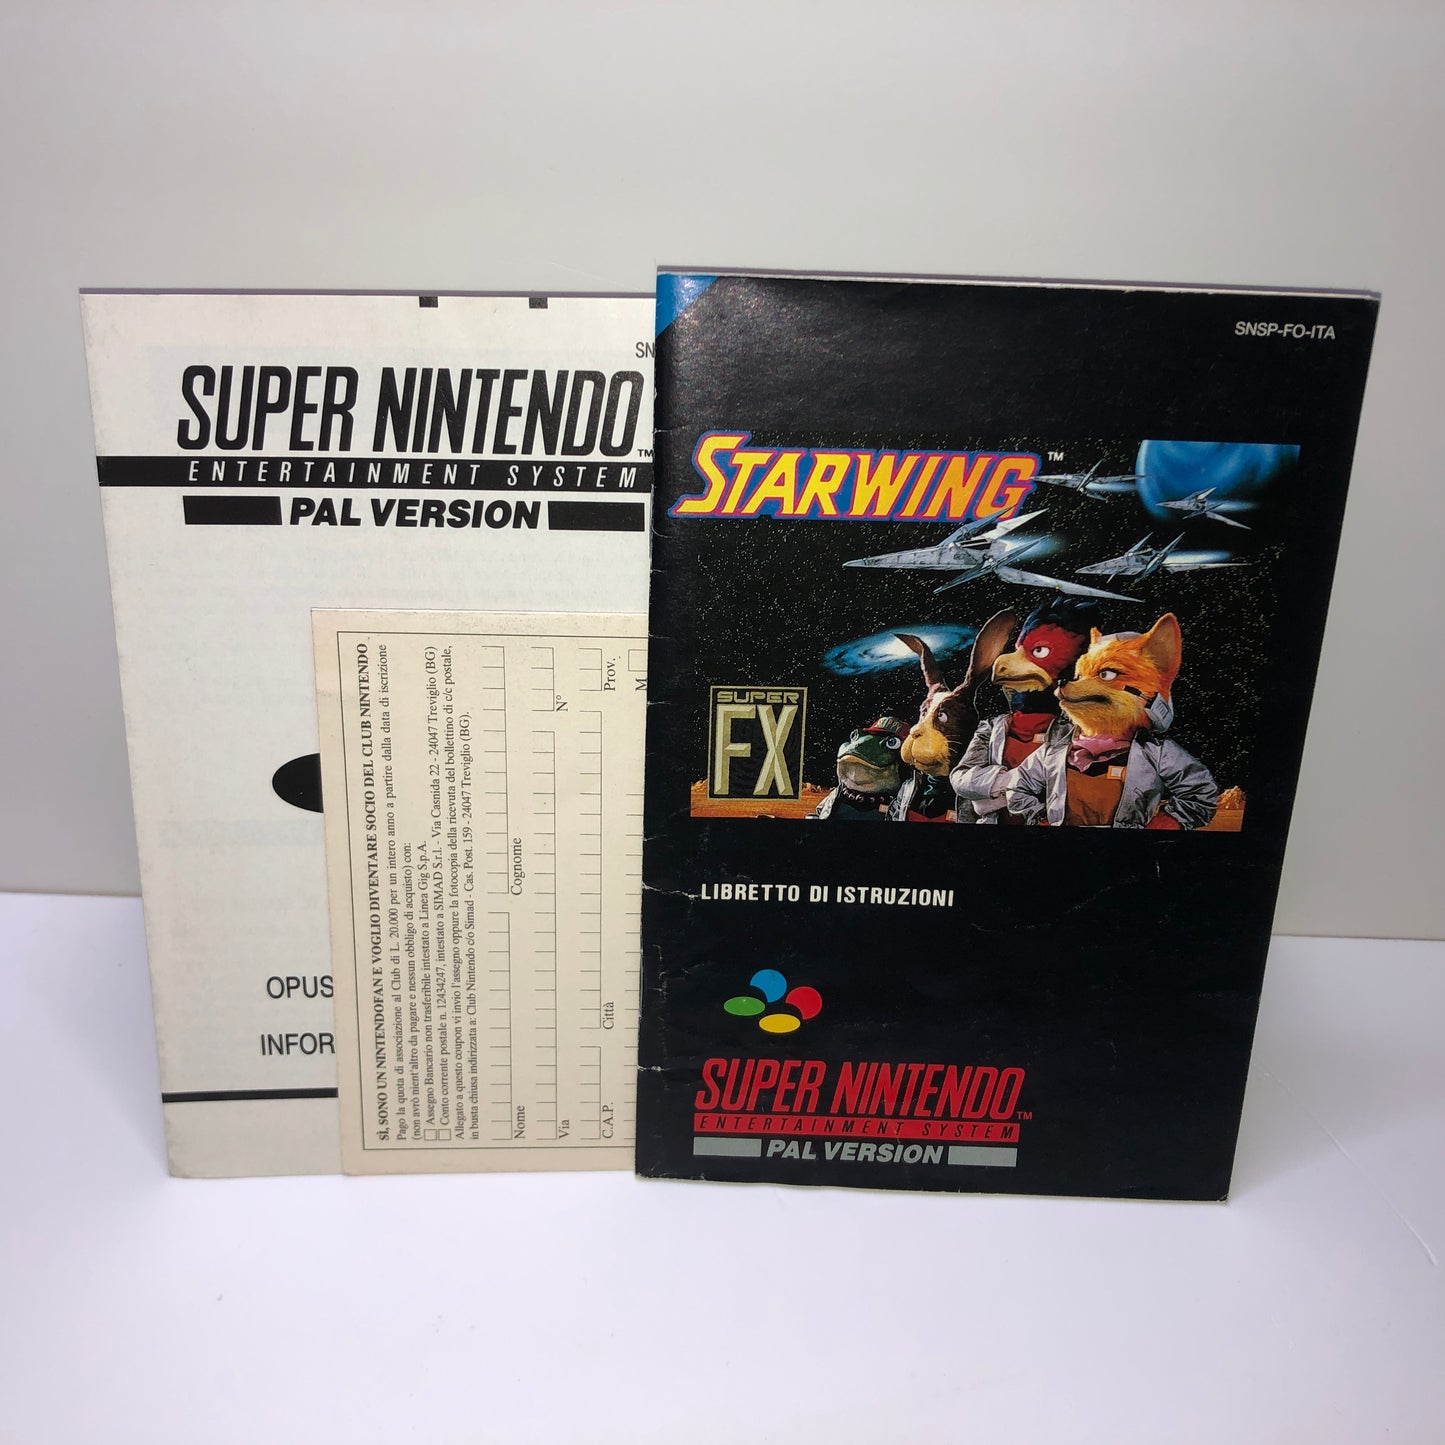 SN
SUPER NINTENDO™
ENTERTAINMENT SYSTEM
PAL VERSION
OPUS
INFOR
SÌ, SONO UN NINTENDOFAN E VOGLIO DIVENTARE SOCIO DEL CLUB NINTENDO
Pago la quota di associazione al Club di L. 20.000 per un intero anno a partire dalla data di iscrizione
(non avrò nient'altro da pagare e nessun obbligo di acquisto) con:
Assegno Bancario non trasferibile intestato a Linea Gig S.p.A.
Conto corrente postale n. 12434247, intestato a SIMAD S.r.l. - Via Casnida 22 - 24047 Treviglio (BG)
Allegato a questo coupon vi invio l'assegno oppure la fotocopia della ricevuta del bollettino di c/c postale,
in busta chiusa indirizzata a: Club Nintendo c/o Simad - Cas. Post. 159 - 24047 Treviglio (BG).
Nome Cognome
Via N°
C.A.P. Città Prov.
M
SNSP-FO-ITA
STARWING™
SUPER
FX
LIBRETTO DI ISTRUZIONI
SUPER NINTENDO™
ENTERTAINMENT SYSTEM
PAL VERSION